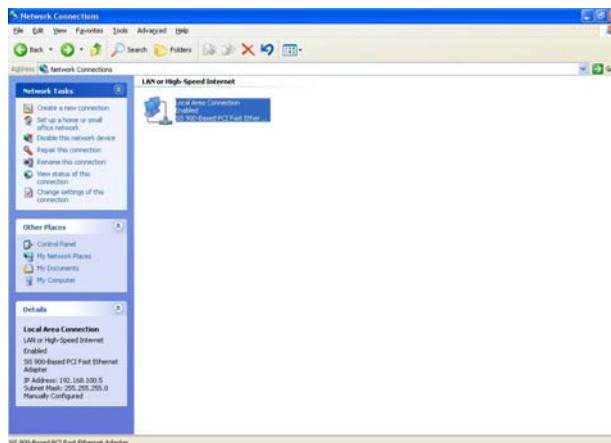 Network Connections
File Edit View Favorites Tools Advanced Help
Back Search Folders
Address Network Connections
LAN or High-Speed Internet
Network Tasks
Create a new connection
Set up a home or small
office network
Disable this network device
Repair this connection
Rename this connection
View status of this
connection
Change settings of this
connection
Local Area Connection
Enabled
SiS 900-Based PCI Fast Ether...
Other Places
Control Panel
My Network Places
My Documents
My Computer
Details
Local Area Connection
LAN or High-Speed Internet
Enabled
SiS 900-Based PCI Fast Ethernet
Adapter
IP Address: 192.168.100.5
Subnet Mask: 255.255.255.0
Manually Configured
SiS 900-Based PCI Fast Ethernet Adapter